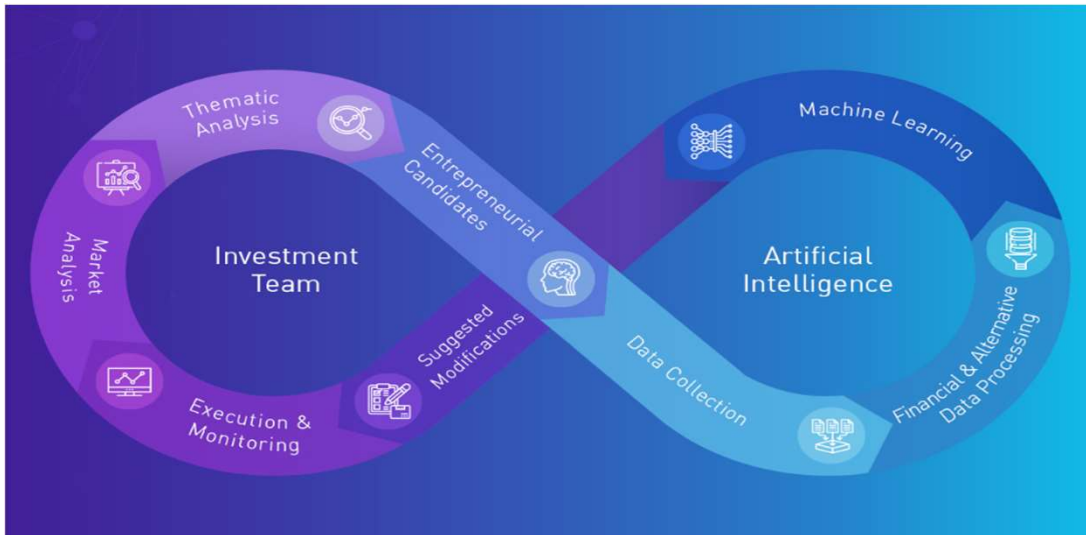 Thematic
Analysis
Entrepreneurial
Candidates
Market
Analysis
Investment
Team
Execution &
Monitoring
Suggested
Modifications
Machine Learning
Artificial
Intelligence
Data Collection
Financial & Alternative
Data Processing